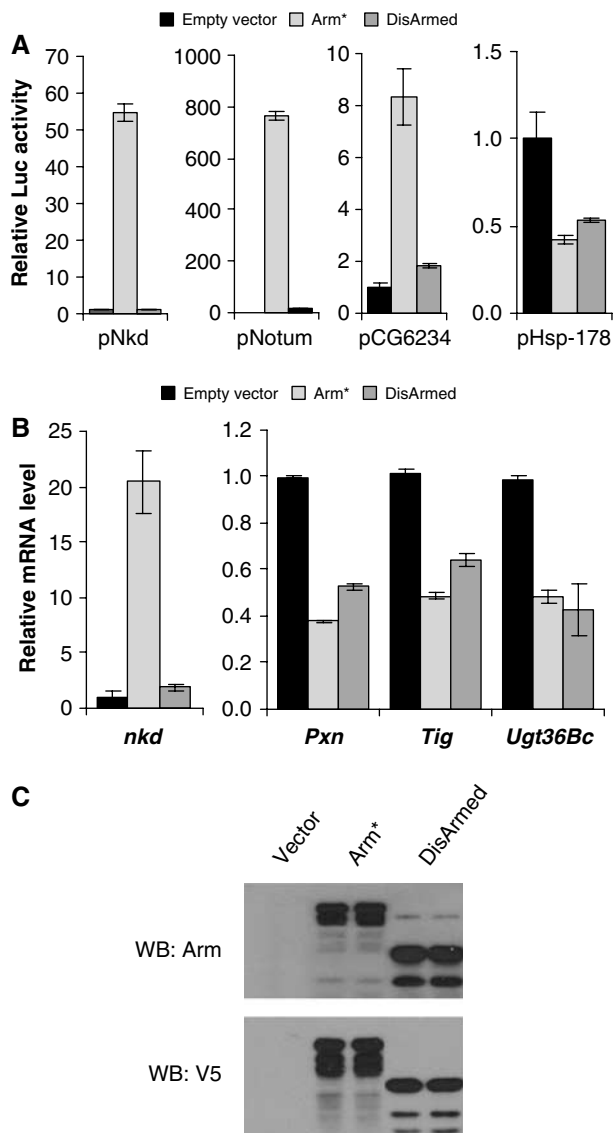 Empty vector Arm* DisArmed
A
Relative Luc activity
70
60
50
40
30
20
10
0
pNkd
1000
800
600
400
200
0
pNotum
10
8
6
4
2
0
pCG6234
1.5
1.0
0.5
0.0
pHsp-178
Empty vector Arm* DisArmed
B
Relative mRNA level
25
20
15
10
5
0
nkd
1.2
1.0
0.8
0.6
0.4
0.2
0.0
Pxn Tig Ugt36Bc
C
Vector Arm* DisArmed
WB: Arm
WB: V5